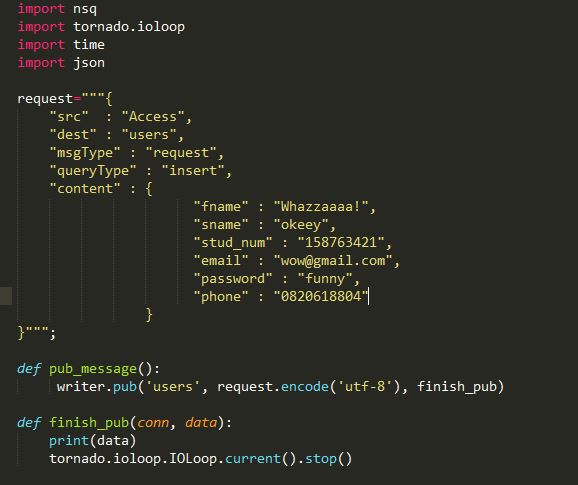 import nsq
import tornado.ioloop
import time
import json
request="""{
"src"  : "Access",
"dest" : "users",
"msgType" : "request",
"queryType" : "insert",
"content" : {
"fname" : "Whazzaaaa!",
"sname" : "okeey",
"stud_num" : "158763421",
"email" : "wow@gmail.com",
"password" : "funny",
"phone" : "0820618804"
}
}""";
def pub_message():
writer.pub('users', request.encode('utf-8'), finish_pub)
def finish_pub(conn, data):
print(data)
tornado.ioloop.IOLoop.current().stop()